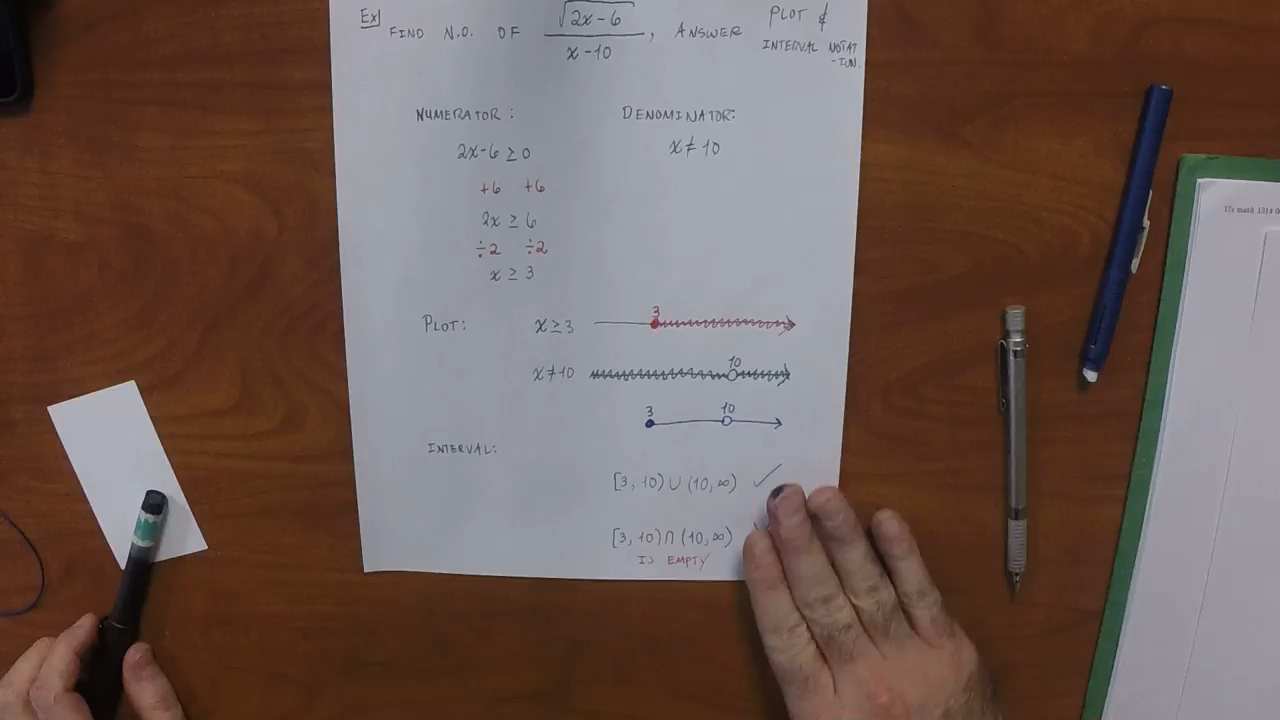 Ex) FIND N.D. OF √(2x-6) / (x-10), ANSWER PLOT &
INTERVAL NOTAT
-ION.
NUMERATOR: DENOMINATOR:
2x-6 ≥ 0 x ≠ 10
+6 +6
2x ≥ 6
÷2 ÷2
x ≥ 3
PLOT: x ≥ 3 3
x ≠ 10 10
3 10
INTERVAL:
[3, 10) ∪ (10, ∞) ✓
[3, 10) ∩ (10, ∞)
IS EMPTY